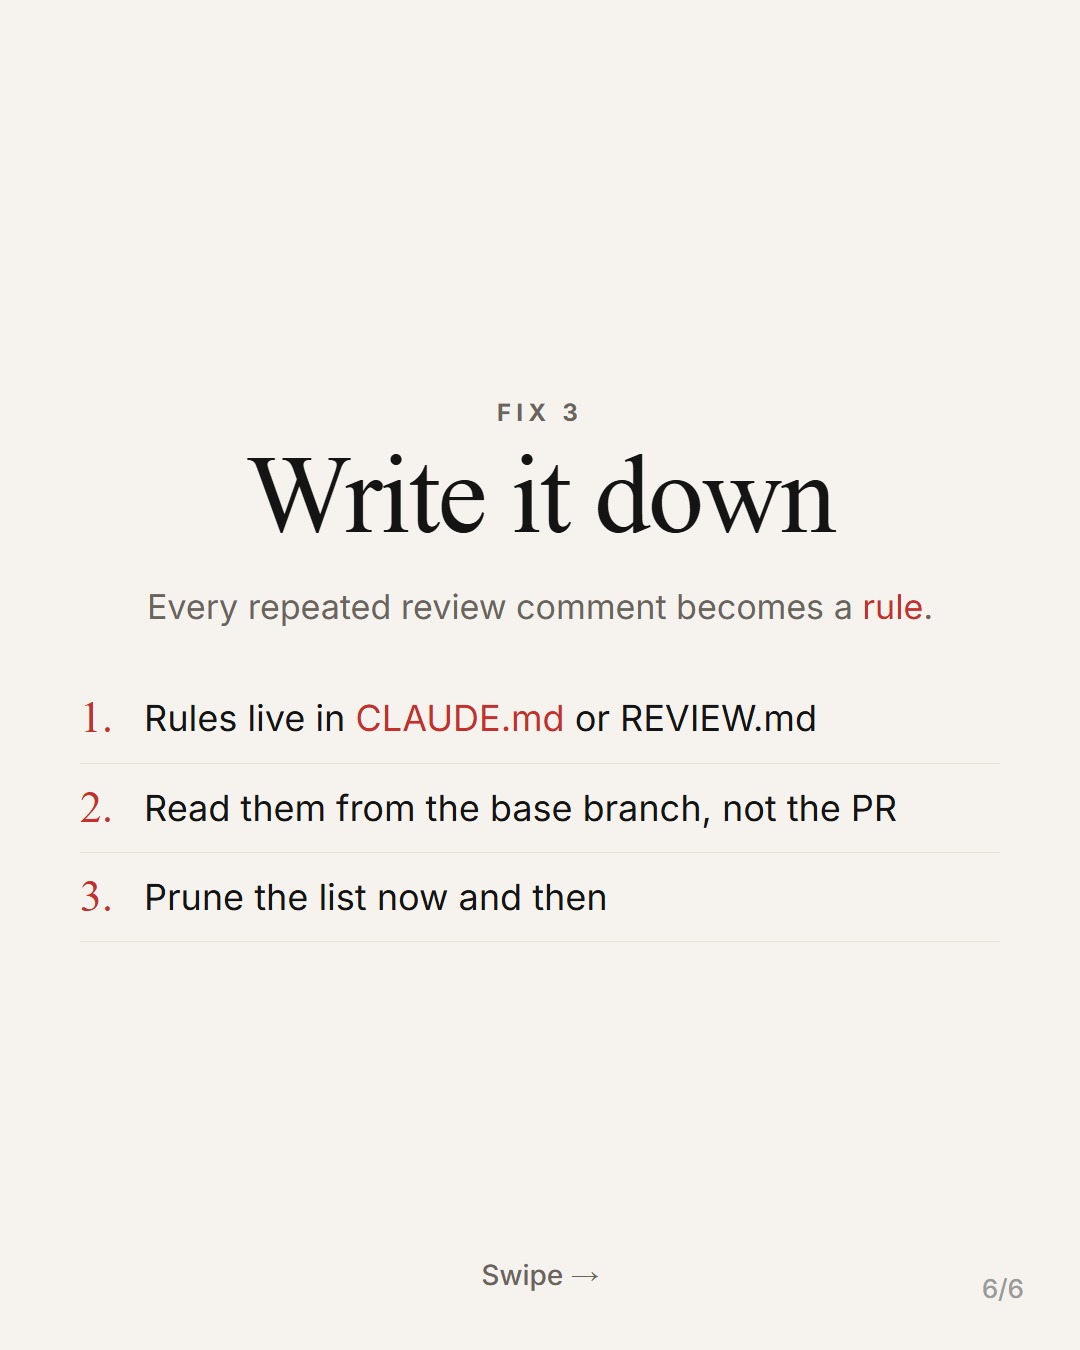 FIX 3
Write it down
Every repeated review comment becomes a rule.
1. Rules live in CLAUDE.md or REVIEW.md
2. Read them from the base branch, not the PR
3. Prune the list now and then
Swipe →
6/6